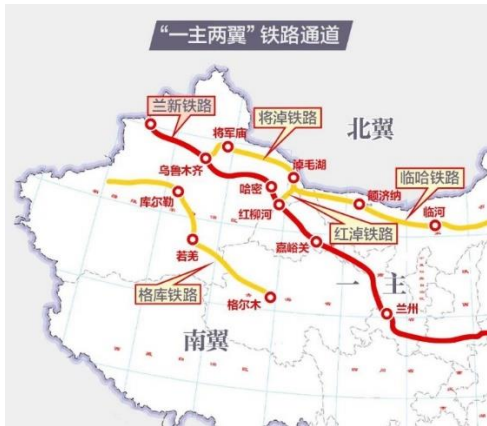 “一主两翼”铁路通道
兰新铁路
将军庙
将淖铁路
北翼
乌鲁木齐
淖毛湖
临哈铁路
哈密
额济纳
库尔勒
红柳河
临河
红淖铁路
若羌
嘉峪关
格库铁路
格尔木
一主
兰州
南翼